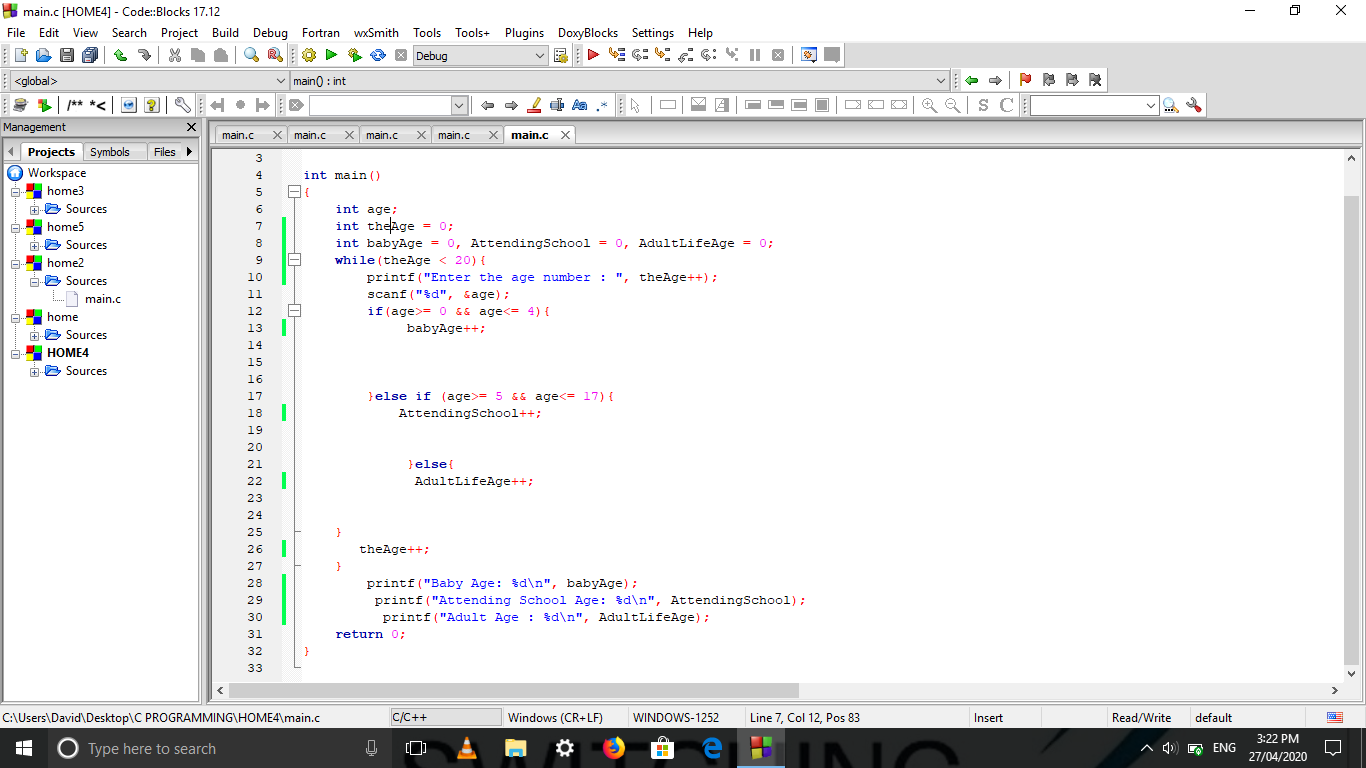 main.c [HOME4] - Code::Blocks 17.12
File Edit View Search Project Build Debug Fortran wxSmith Tools Tools+ Plugins DoxyBlocks Settings Help
Debug
<global> main() : int
/** *<
Aa .*
S C
Management
Projects Symbols Files
Workspace
home3
Sources
home5
Sources
home2
Sources
main.c
home
Sources
HOME4
Sources
main.c main.c main.c main.c main.c
3
4 int main()
5 {
6 int age;
7 int theAge = 0;
8 int babyAge = 0, AttendingSchool = 0, AdultLifeAge = 0;
9 while(theAge < 20){
10 printf("Enter the age number : ", theAge++);
11 scanf("%d", &age);
12 if(age>= 0 && age<= 4){
13 babyAge++;
14
15
16
17 }else if (age>= 5 && age<= 17){
18 AttendingSchool++;
19
20
21 }else{
22 AdultLifeAge++;
23
24
25 }
26 theAge++;
27 }
28 printf("Baby Age: %d\n", babyAge);
29 printf("Attending School Age: %d\n", AttendingSchool);
30 printf("Adult Age : %d\n", AdultLifeAge);
31 return 0;
32 }
33
C:\Users\David\Desktop\C PROGRAMMING\HOME4\main.c C/C++ Windows (CR+LF) WINDOWS-1252 Line 7, Col 12, Pos 83 Insert Read/Write default
Type here to search
ENG
3:22 PM
27/04/2020